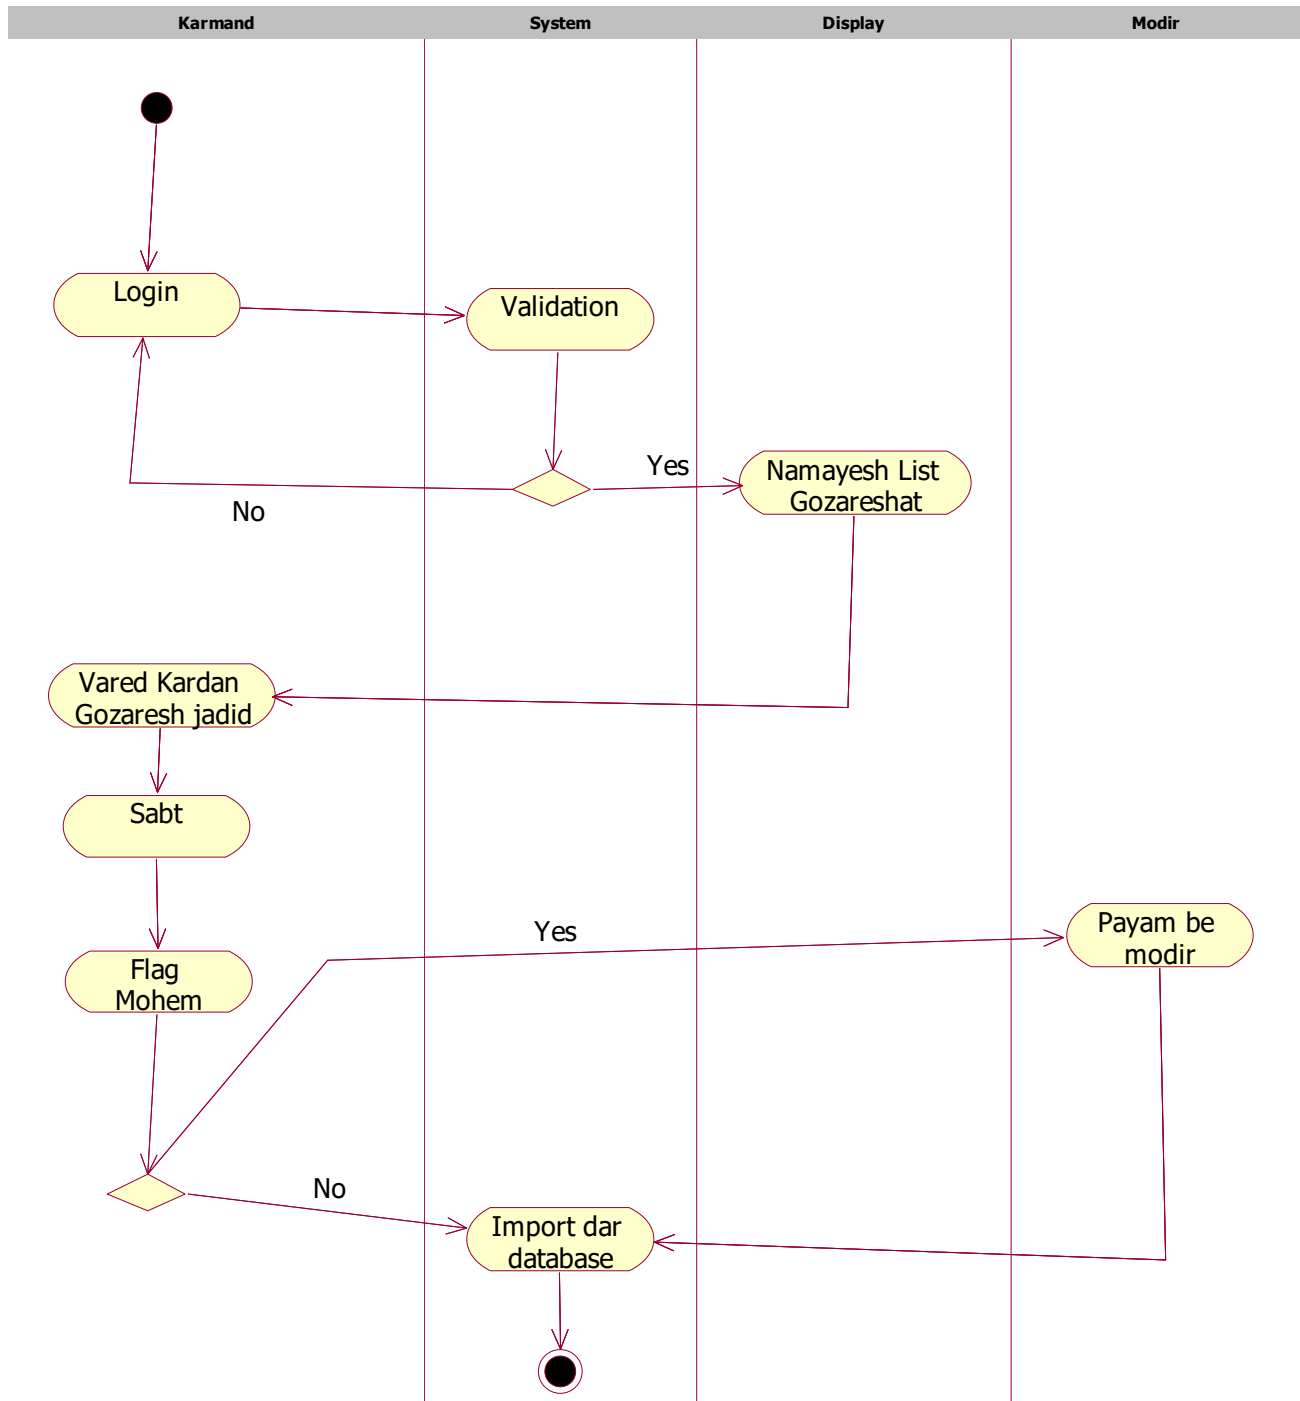 Karmand
System
Display
Modir
Login
Validation
Yes
Namayesh List
Gozareshat
No
Vared Kardan
Gozaresh jadid
Sabt
Yes
Payam be
modir
Flag
Mohem
No
Import dar
database